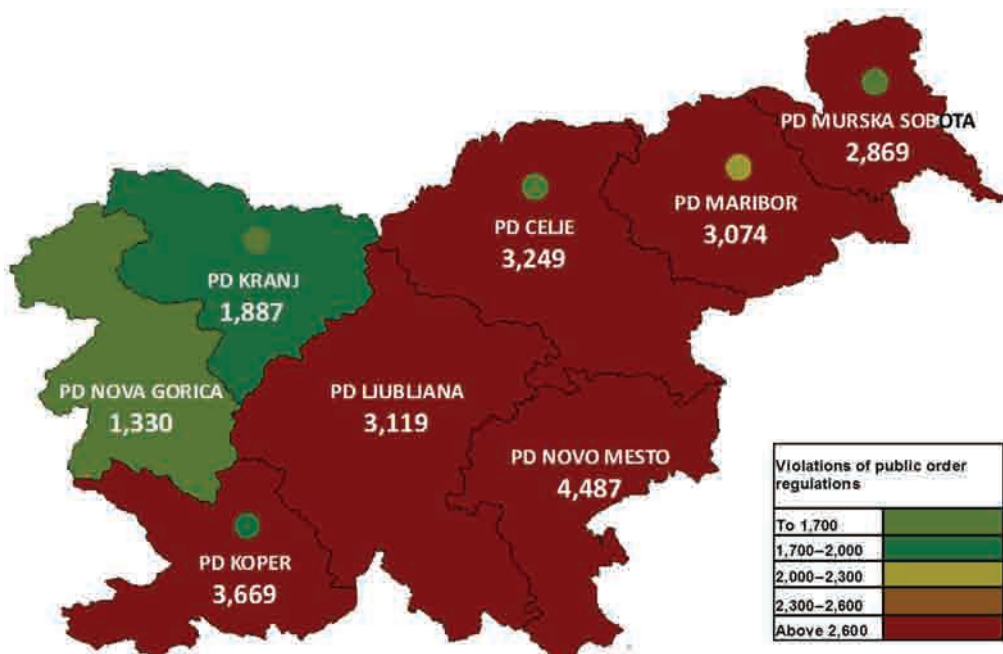 PD MURSKA SOBOTA
2,869
PD MARIBOR
3,074
PD CELJE
3,249
PD KRANJ
1,887
PD NOVA GORICA
1,330
PD LJUBLJANA
3,119
PD NOVO MESTO
4,487
PD KOPER
3,669
Violations of public order
regulations
To 1,700
1,700–2,000
2,000–2,300
2,300–2,600
Above 2,600